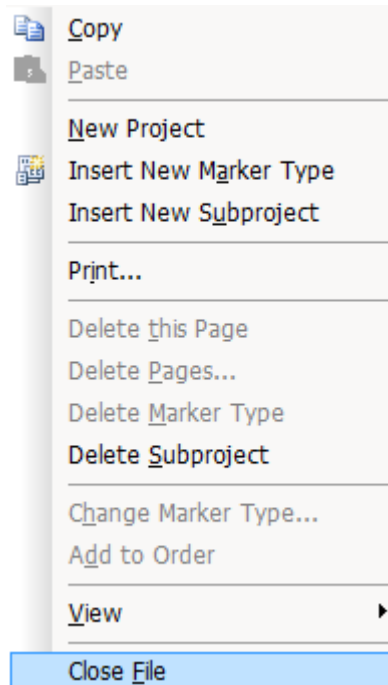 Copy
Paste
New Project
Insert New Marker Type
Insert New Subproject
Print...
Delete this Page
Delete Pages...
Delete Marker Type
Delete Subproject
Change Marker Type...
Add to Order
View
Close File